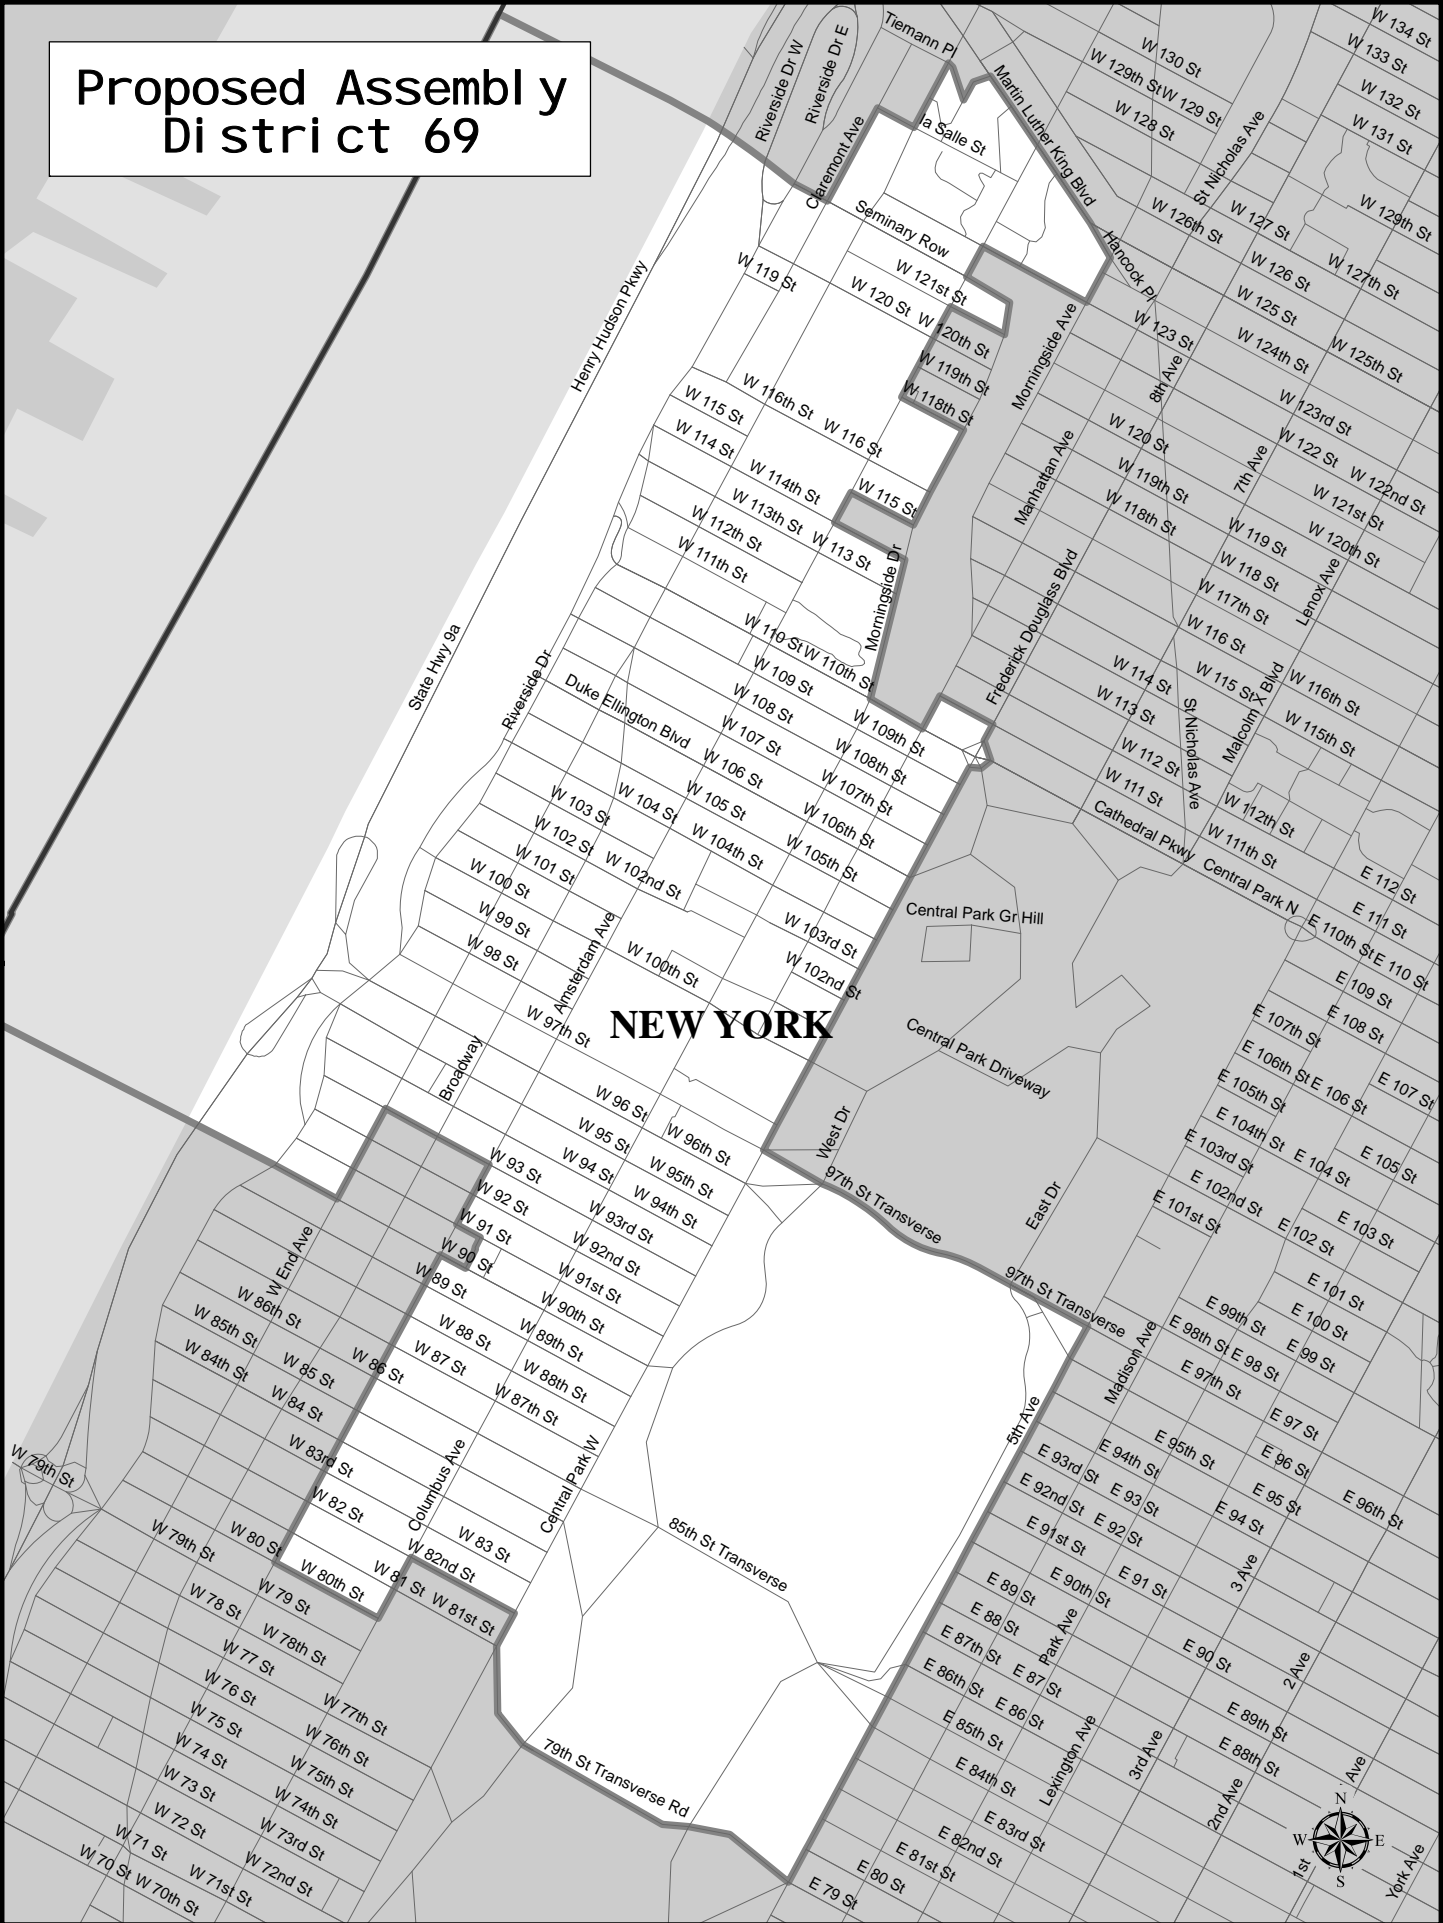 Proposed Assembly
District 69
Tiemann Pl
Riverside Dr W
Riverside Dr E
Claremont Ave
la Salle St
Martin Luther King Blvd
W 134 St
W 133 St
W 132 St
W 131 St
W 130 St
W 129th St
W 129 St
W 128 St
St Nicholas Ave
W 129th St
W 127 St
W 126th St
W 127th St
W 126 St
W 125 St
Hancock Pl
Seminary Row
W 119 St
W 121st St
W 120 St
W 120th St
W 119th St
W 118th St
Henry Hudson Pkwy
Morningside Ave
W 123 St
W 124th St
W 125th St
8th Ave
W 123rd St
W 122 St
W 122nd St
W 121st St
W 120th St
W 120 St
W 119th St
W 118th St
7th Ave
W 119 St
W 118 St
W 117th St
W 116 St
Lenox Ave
Manhattan Ave
W 116th St
W 116 St
W 115 St
W 114 St
W 115 St
W 114th St
W 113th St
W 113 St
W 112th St
W 111th St
Morningside Dr
Frederick Douglass Blvd
W 110 St
W 110th St
W 109 St
W 109th St
W 108 St
W 108th St
W 107 St
W 107th St
W 106 St
W 106th St
W 105 St
W 105th St
W 104 St
W 104th St
W 103 St
W 103rd St
W 102 St
W 102nd St
W 102nd St
W 101 St
W 100 St
W 100th St
W 99 St
W 98 St
W 97th St
State Hwy 9a
Riverside Dr
Duke Ellington Blvd
W 114 St
W 113 St
W 112 St
W 111 St
W 115 St
W 116th St
W 115th St
St Nicholas Ave
Malcolm X Blvd
W 112th St
W 111th St
Cathedral Pkwy
Central Park N
E 112 St
E 111 St
E 110th St
E 110 St
E 109 St
E 108 St
E 107th St
E 107 St
E 106th St
E 106 St
E 105th St
E 105 St
E 104th St
E 104 St
E 103rd St
E 103 St
E 102nd St
E 102 St
E 101st St
E 101 St
E 100 St
E 99th St
E 99 St
E 98th St
E 98 St
E 97th St
E 97 St
E 96 St
E 96th St
E 95th St
E 95 St
E 94th St
E 94 St
E 93rd St
E 93 St
E 92nd St
E 92 St
E 91st St
E 91 St
E 90th St
E 90 St
E 89 St
E 89th St
E 88 St
E 88th St
E 87th St
E 87 St
E 86th St
E 86 St
E 85th St
E 84th St
E 83rd St
E 82nd St
E 81st St
E 80 St
E 79 St
Central Park Gr Hill
Central Park Driveway
NEW YORK
Amsterdam Ave
Broadway
West Dr
East Dr
97th St Transverse
97th St Transverse
Madison Ave
5th Ave
Park Ave
Lexington Ave
3 Ave
3rd Ave
2 Ave
2nd Ave
1st
Ave
York Ave
W 96 St
W 96th St
W 95 St
W 95th St
W 94 St
W 94th St
W 93 St
W 93rd St
W 92 St
W 92nd St
W 91 St
W 91st St
W 90 St
W 90th St
W 89 St
W 89th St
W 88 St
W 88th St
W 87 St
W 87th St
W 86th St
W 86 St
W 85th St
W 85 St
W 84th St
W 84 St
W 83rd St
W 83 St
W 82 St
W 82nd St
W 81 St
W 81st St
W 80 St
W 80th St
W 79th St
W 79th St
W 79 St
W 78 St
W 78th St
W 77 St
W 77th St
W 76 St
W 76th St
W 75 St
W 75th St
W 74 St
W 74th St
W 73 St
W 73rd St
W 72 St
W 72nd St
W 71 St
W 71st St
W 70 St
W 70th St
W End Ave
Columbus Ave
Central Park W
85th St Transverse
79th St Transverse Rd
N
W
E
S